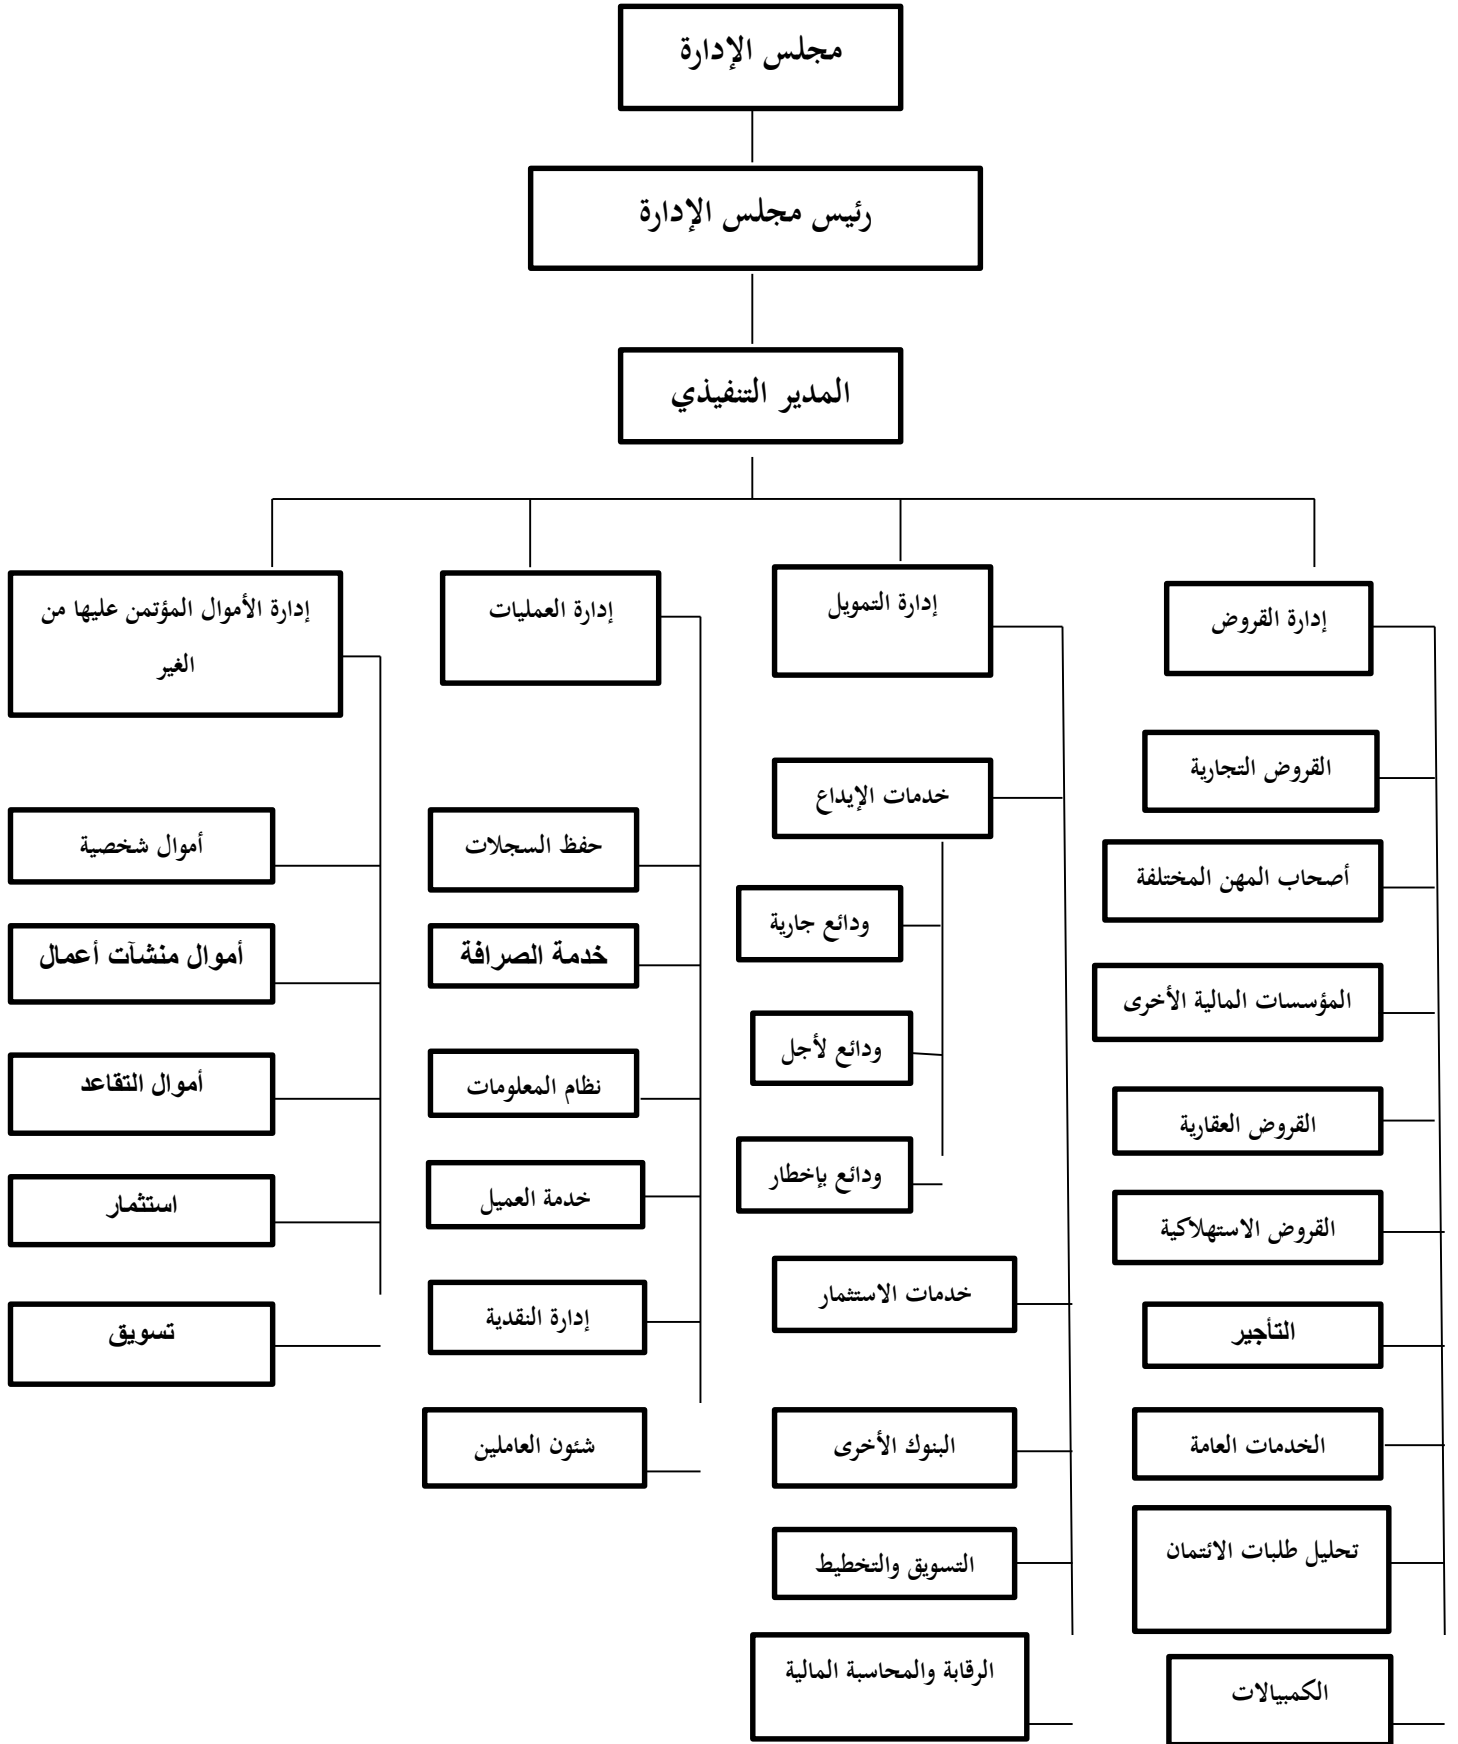 مجلس الإدارة
رئيس مجلس الإدارة
المدير التنفيذي
إدارة القروض
القروض التجارية
أصحاب المهن المختلفة
المؤسسات المالية الأخرى
القروض العقارية
القروض الاستهلاكية
التأجير
الخدمات العامة
تحليل طلبات الائتمان
الكمبيالات
إدارة التمويل
خدمات الإيداع
ودائع جارية
ودائع لأجل
ودائع بإخطار
خدمات الاستثمار
البنوك الأخرى
التسويق والتخطيط
الرقابة والمحاسبة المالية
إدارة العمليات
حفظ السجلات
خدمة الصرافة
نظام المعلومات
خدمة العميل
إدارة النقدية
شئون العاملين
إدارة الأموال المؤتمن عليها من
الغير
أموال شخصية
أموال منشآت أعمال
أموال التقاعد
استثمار
تسويق